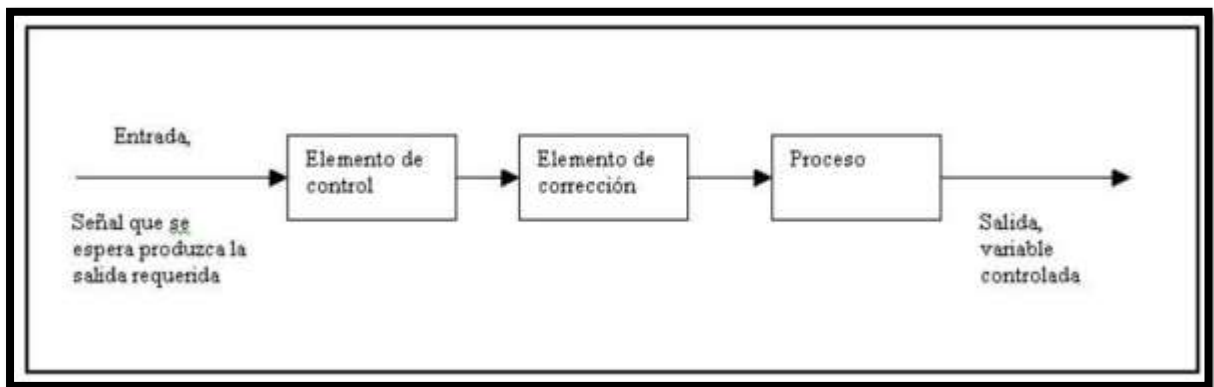 Entrada,
Señal que se
espera produzca la
salida requerida
Elemento de
control
Elemento de
corrección
Proceso
Salida,
variable
controlada